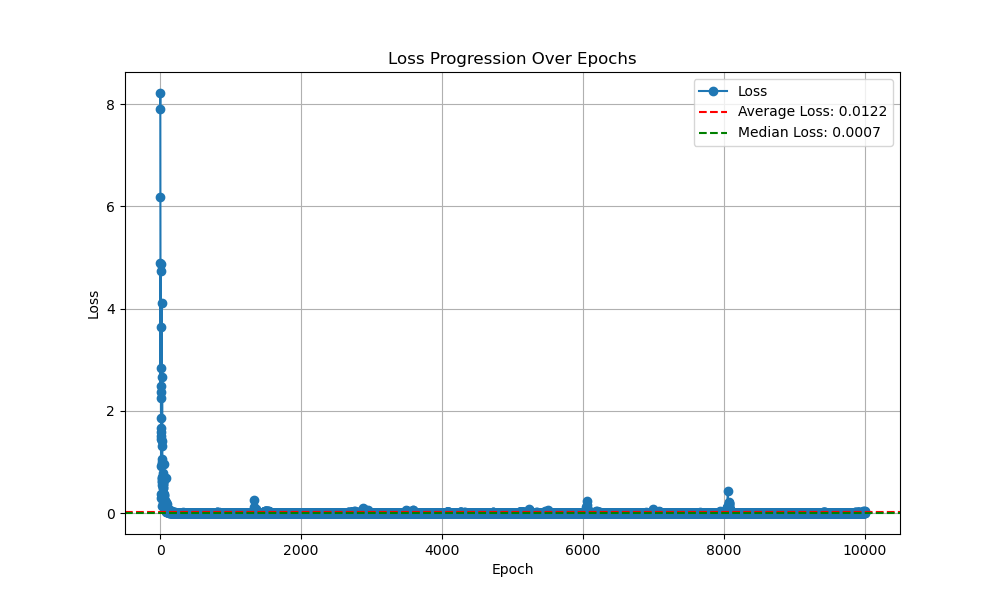 Loss Progression Over Epochs
Loss
Average Loss: 0.0122
Median Loss: 0.0007
8
6
4
2
0
Loss
0
2000
4000
6000
8000
10000
Epoch